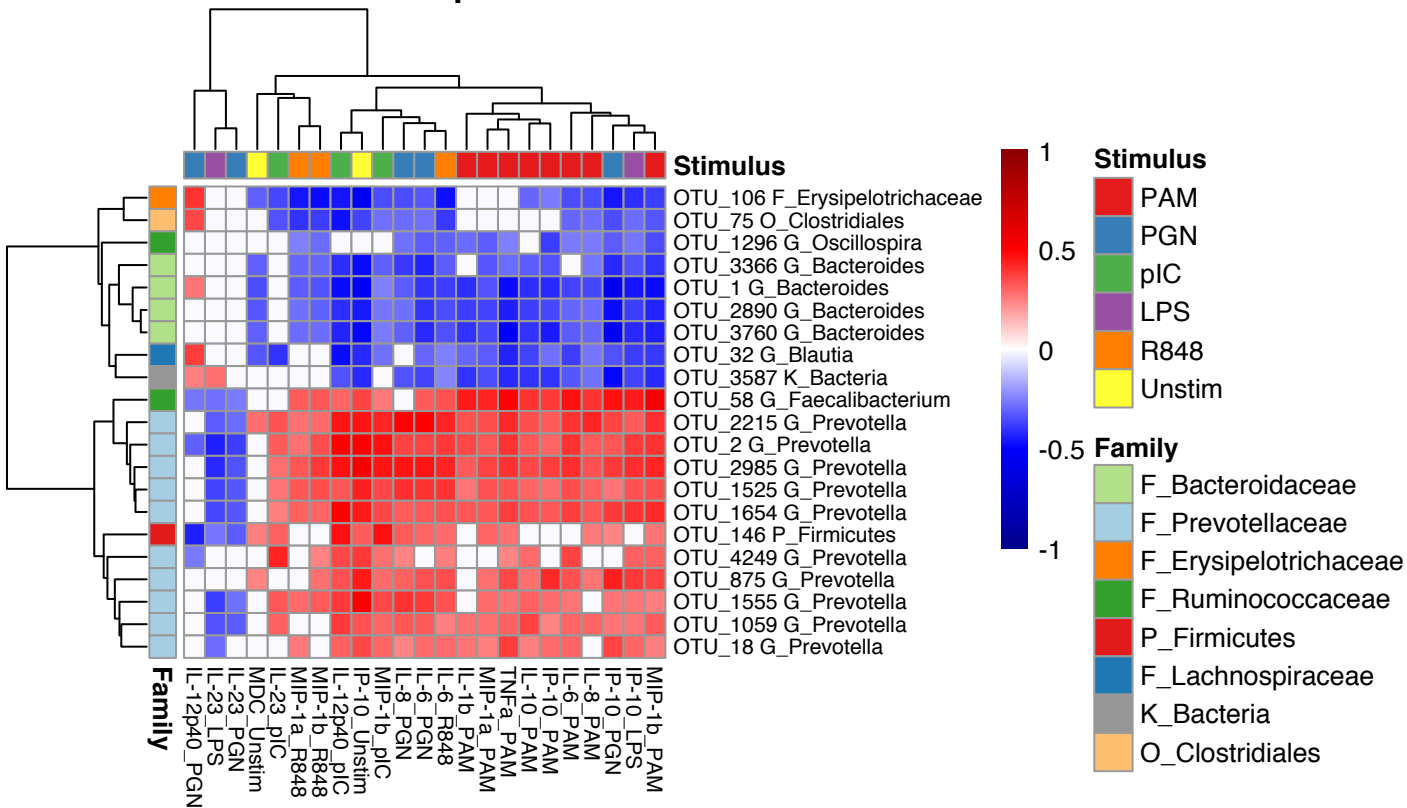 Stimulus
OTU_106 F_Erysipelotrichaceae
OTU_75 O_Clostridiales
OTU_1296 G_Oscillospira
OTU_3366 G_Bacteroides
OTU_1 G_Bacteroides
OTU_2890 G_Bacteroides
OTU_3760 G_Bacteroides
OTU_32 G_Blautia
OTU_3587 K_Bacteria
OTU_58 G_Faecalibacterium
OTU_2215 G_Prevotella
OTU_2 G_Prevotella
OTU_2985 G_Prevotella
OTU_1525 G_Prevotella
OTU_1654 G_Prevotella
OTU_146 P_Firmicutes
OTU_4249 G_Prevotella
OTU_875 G_Prevotella
OTU_1555 G_Prevotella
OTU_1059 G_Prevotella
OTU_18 G_Prevotella
Family
IL-12p40_PGN
IL-23_LPS
IL-23_PGN
MDC_Unstim
IL-23_pIC
MIP-1a_R848
MIP-1b_R848
IL-12p40_pIC
IP-10_Unstim
MIP-1b_pIC
IL-8_PGN
IL-6_PGN
IL-6_R848
IL-1b_PAM
MIP-1a_PAM
TNFa_PAM
IL-10_PAM
IP-10_PAM
IL-6_PAM
IL-8_PAM
IP-10_PGN
IP-10_LPS
MIP-1b_PAM
1
0.5
0
-0.5
-1
Stimulus
PAM
PGN
pIC
LPS
R848
Unstim
Family
F_Bacteroidaceae
F_Prevotellaceae
F_Erysipelotrichaceae
F_Ruminococcaceae
P_Firmicutes
F_Lachnospiraceae
K_Bacteria
O_Clostridiales